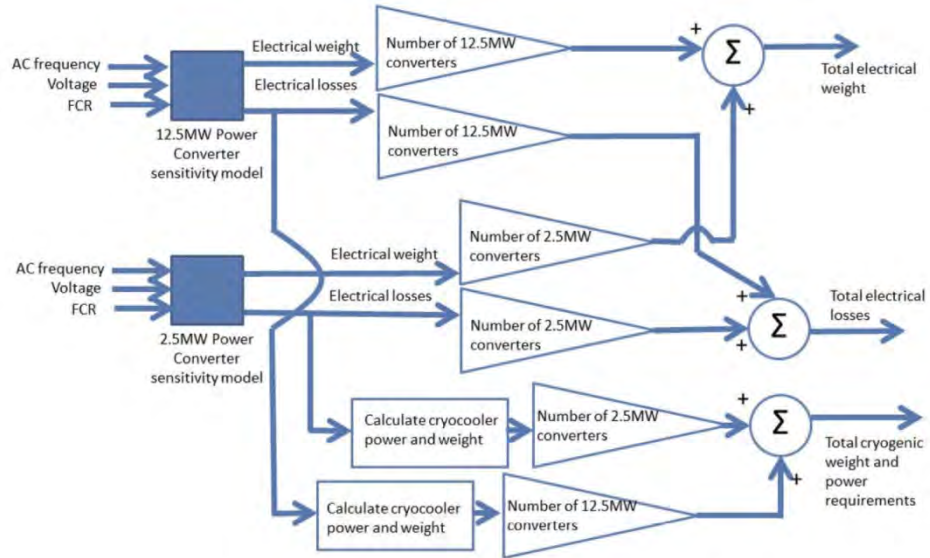 AC frequency
Voltage
FCR
12.5MW Power
Converter
sensitivity model
Electrical weight
Electrical losses
Number of 12.5MW
converters
Number of 12.5MW
converters
+
Σ
+
Total electrical
weight
AC frequency
Voltage
FCR
2.5MW Power
Converter
sensitivity model
Electrical weight
Electrical losses
Number of 2.5MW
converters
Number of 2.5MW
converters
+
+
Σ
Total electrical
losses
Calculate cryocooler
power and weight
Number of 2.5MW
converters
+
Σ
+
Total cryogenic
weight and
power
requirements
Calculate cryocooler
power and weight
Number of 12.5MW
converters